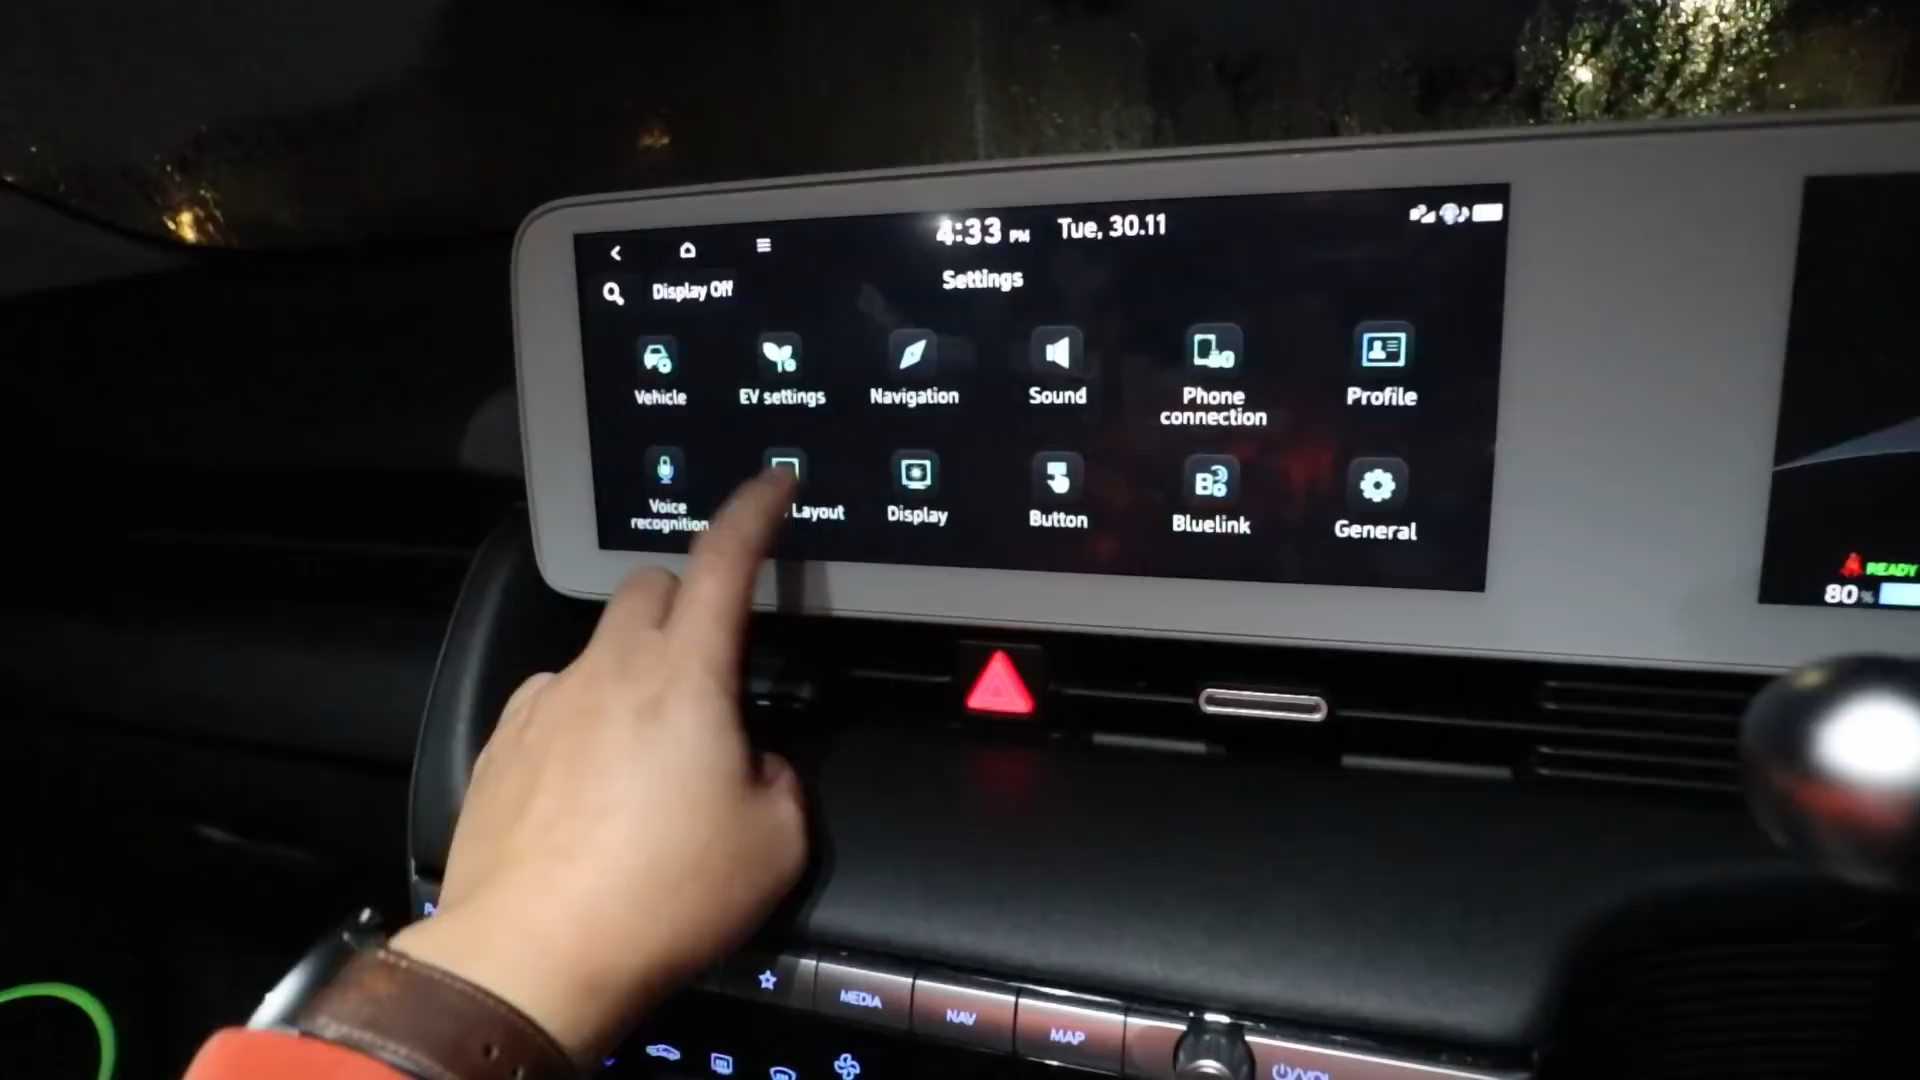 4:33 PM Tue, 30.11
Display Off
Settings
Vehicle
EV settings
Navigation
Sound
Phone
connection
Profile
Voice
recognition
Layout
Display
Button
Bluelink
General
READY
80 %
MEDIA
NAV
MAP